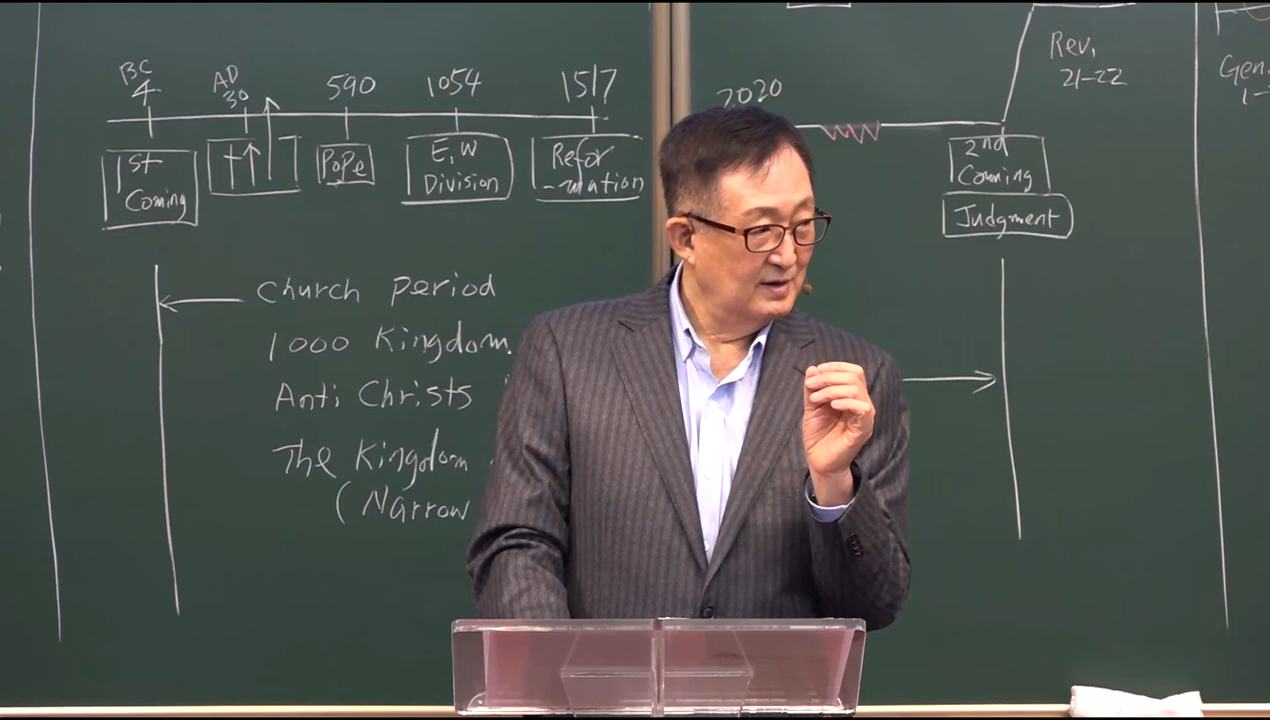 BC
4
AD
30
590
1054
1517
2020
Rev.
21-22
Gen.
1st
Coming
Pope
E,W
Division
Refor
-mation
2nd
Coming
Judgment
Church period
1000 Kingdom
Anti Christs
The Kingdom
(Narrow